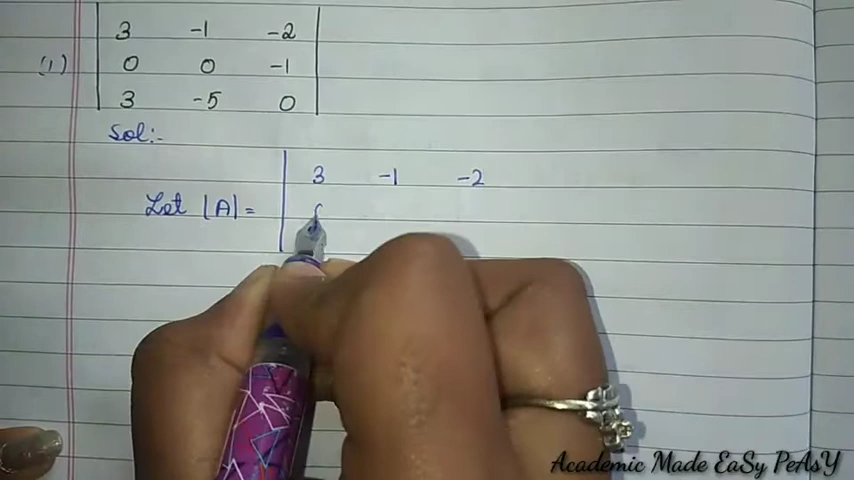 3 -1 -2
(1) 0 0 -1
3 -5 0
Sol:-
3 -1 -2
Let |A| =
Academic Made EaSy PeAsY